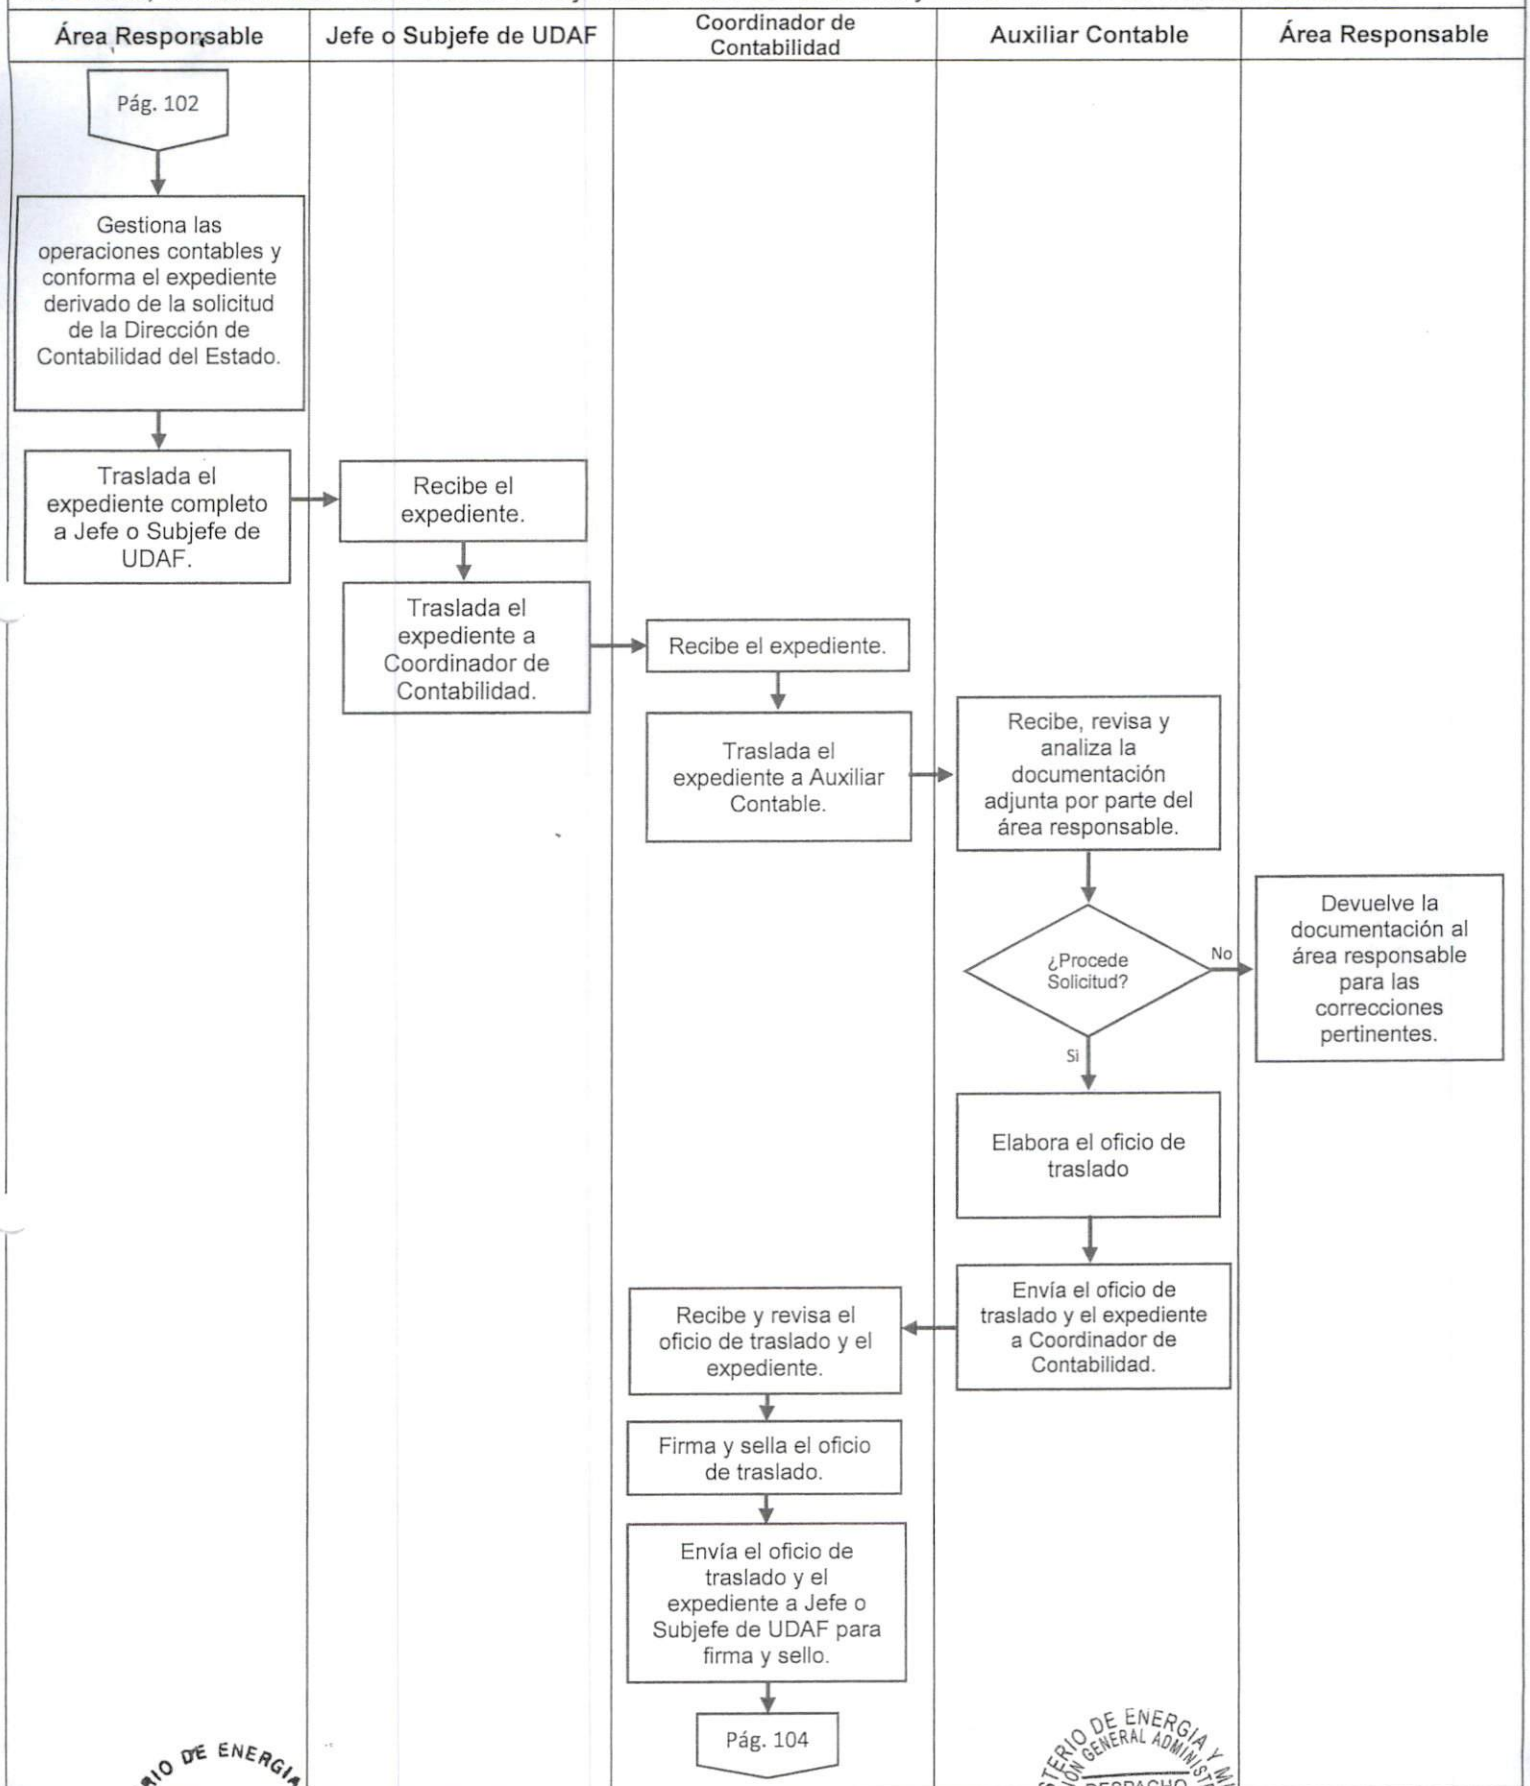 Área Responsable
Jefe o Subjefe de UDAF
Coordinador de
Contabilidad
Auxiliar Contable
Área Responsable
Pág. 102
Gestiona las
operaciones contables y
conforma el expediente
derivado de la solicitud
de la Dirección de
Contabilidad del Estado.
Traslada el
expediente completo
a Jefe o Subjefe de
UDAF.
Recibe el
expediente.
Traslada el
expediente a
Coordinador de
Contabilidad.
Recibe el expediente.
Traslada el
expediente a Auxiliar
Contable.
Recibe, revisa y
analiza la
documentación
adjunta por parte del
área responsable.
¿Procede
Solicitud?
No
Devuelve la
documentación al
área responsable
para las
correcciones
pertinentes.
Si
Elabora el oficio de
traslado
Envía el oficio de
traslado y el expediente
a Coordinador de
Contabilidad.
Recibe y revisa el
oficio de traslado y el
expediente.
Firma y sella el oficio
de traslado.
Envía el oficio de
traslado y el
expediente a Jefe o
Subjefe de UDAF para
firma y sello.
Pág. 104
DE ENERGIA
DE ENERGIA Y
GENERAL
DESPACHO